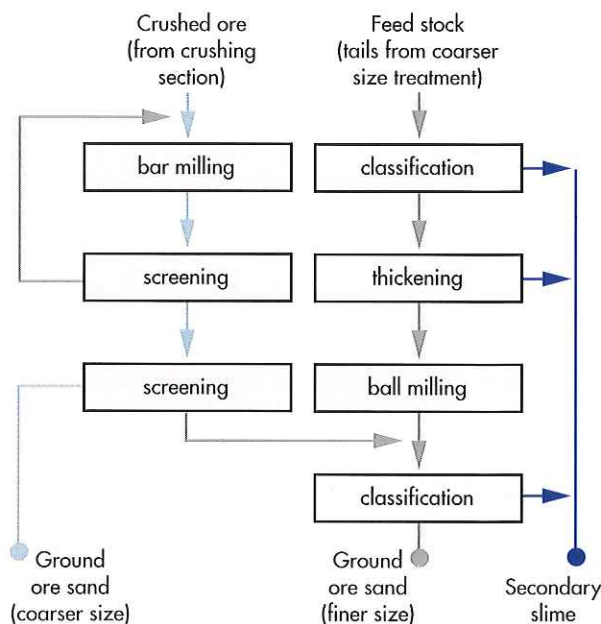 Crushed ore
(from crushing
section)
Feed stock
(tails from coarser
size treatment)
bar milling
classification
screening
thickening
screening
ball milling
classification
Ground
ore sand
(coarser size)
Ground
ore sand
(finer size)
Secondary
slime